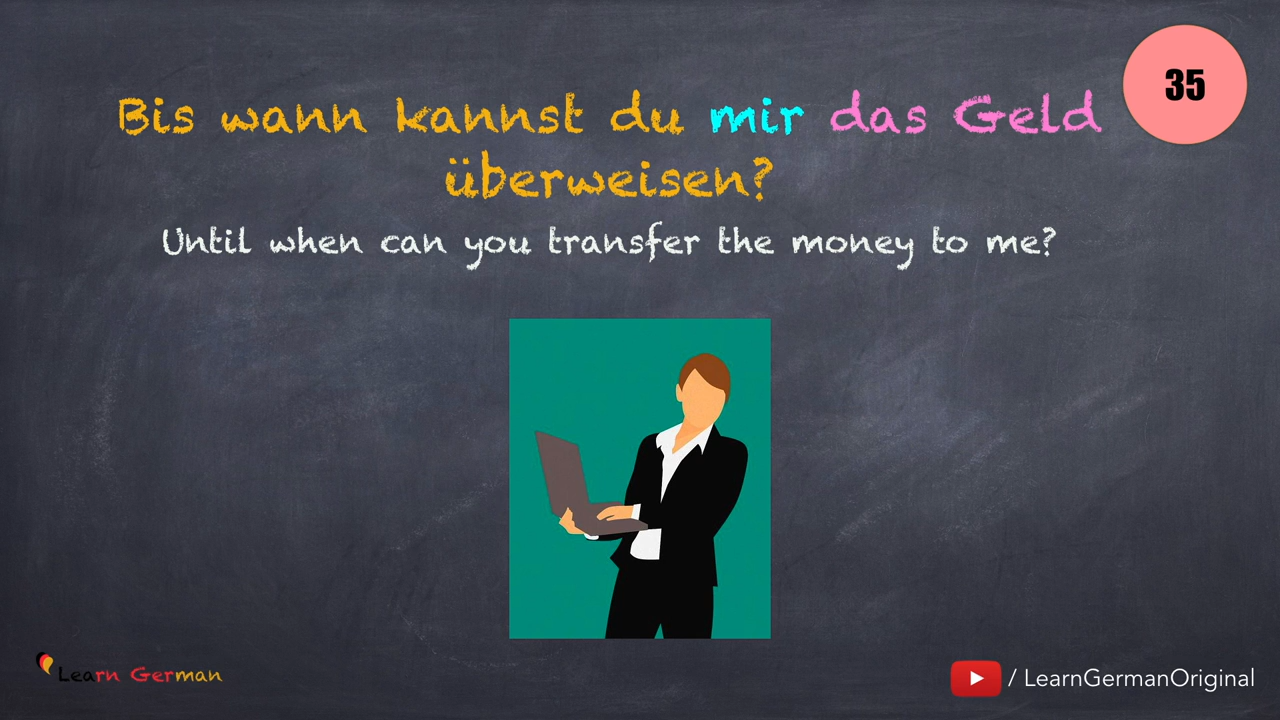 35
Bis wann kannst du mir das Geld
überweisen?
Until when can you transfer the money to me?
Learn German
/ LearnGermanOriginal